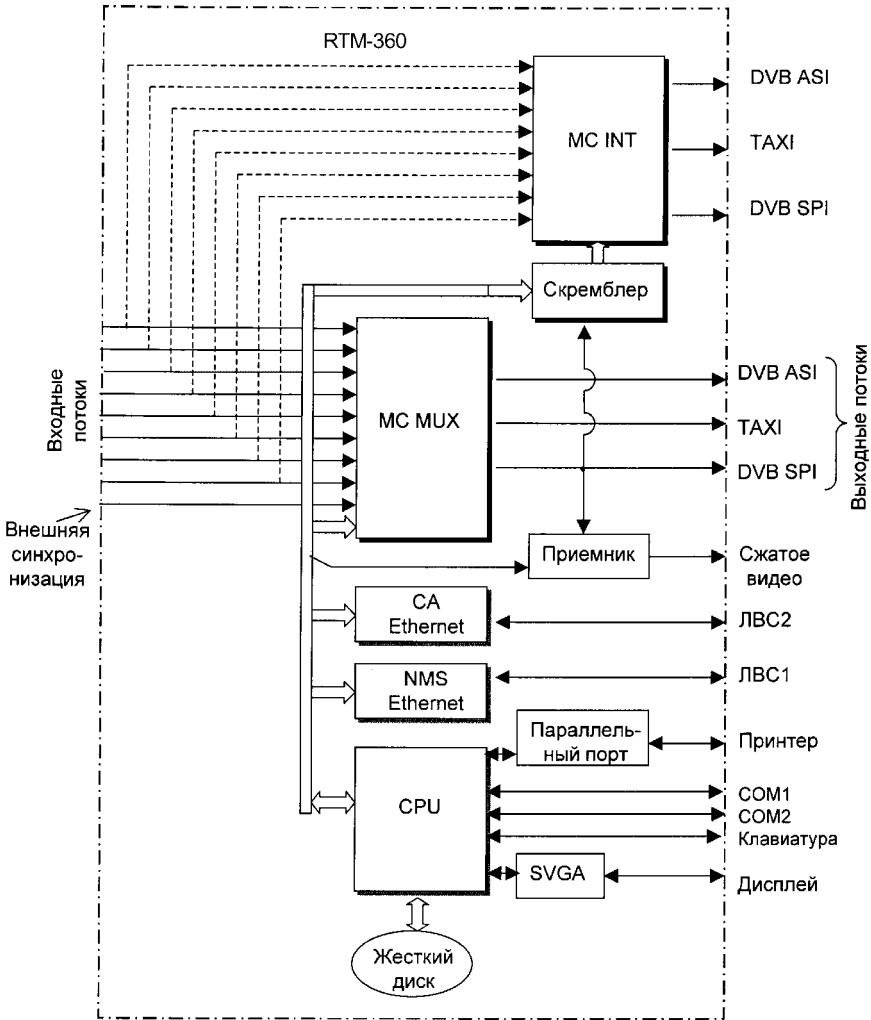 RTM-360
MC INT
DVB ASI
TAXI
DVB SPI
Скремблер
Входные
потоки
MC MUX
DVB ASI
TAXI
DVB SPI
Выходные потоки
Внешняя
синхро-
низация
Приемник
Сжатое
видео
CA
Ethernet
ЛВС2
NMS
Ethernet
ЛВС1
Параллель-
ный порт
Принтер
CPU
COM1
COM2
Клавиатура
SVGA
Дисплей
Жесткий
диск